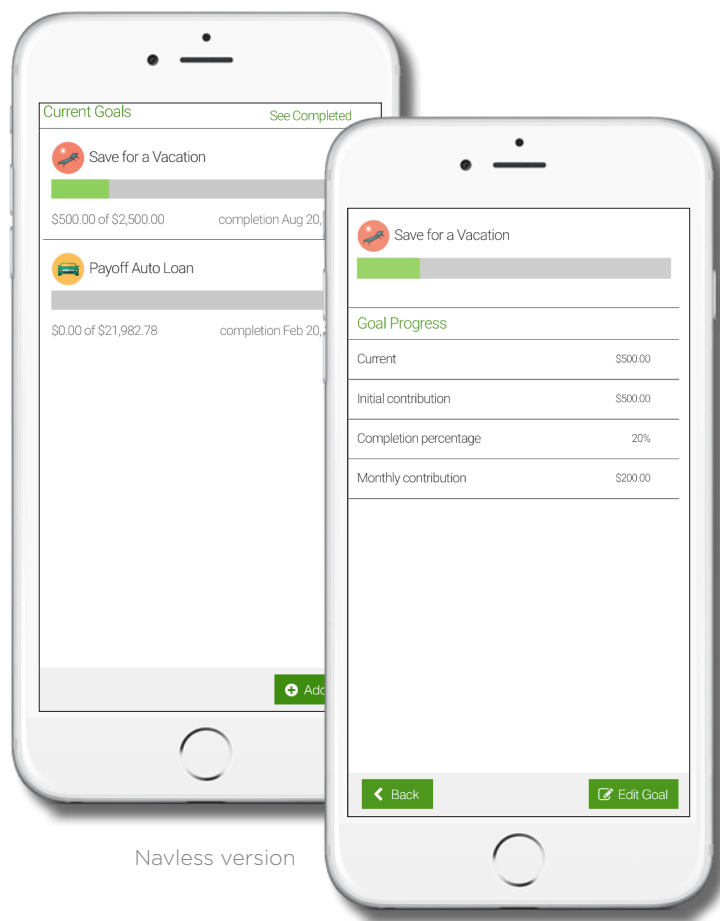 Current Goals
See Completed
Save for a Vacation
$500.00 of $2,500.00
completion Aug 20,
Payoff Auto Loan
$0.00 of $21,982.78
completion Feb 20,
Save for a Vacation
Goal Progress
Current $500.00
Initial contribution $500.00
Completion percentage 20%
Monthly contribution $200.00
Back
Edit Goal
Navless version